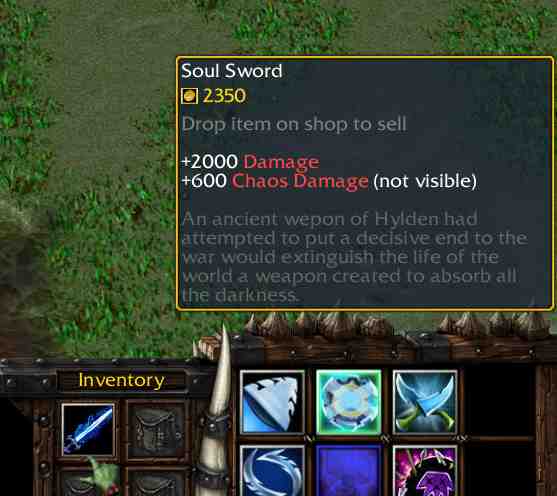 Soul Sword
2350
Drop item on shop to sell
+2000 Damage
+600 Chaos Damage (not visible)
An ancient wepon of Hylden had
attempted to put a decisive end to the
war would extinguish the life of the
world a weapon created to absorb all
the darkness.
Inventory